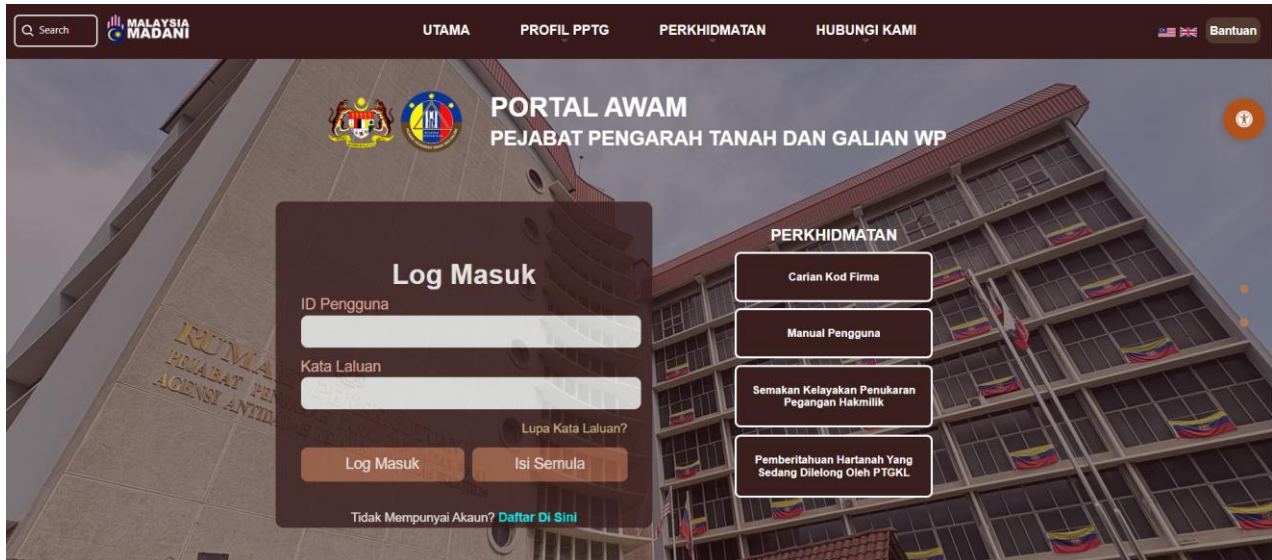 Search
MALAYSIA
MADANI
UTAMA
PROFIL PPTG
PERKHIDMATAN
HUBUNGI KAMI
Bantuan
PORTAL AWAM
PEJABAT PENGARAH TANAH DAN GALIAN WP
Log Masuk
ID Pengguna
Kata Laluan
Lupa Kata Laluan?
Log Masuk
Isi Semula
Tidak Mempunyai Akaun? Daftar Di Sini
PERKHIDMATAN
Carian Kod Firma
Manual Pengguna
Semakan Kelayakan Penukaran
Pegangan Hakmilik
Pemberitahuan Hartanah Yang
Sedang Dilelong Oleh PTGKL